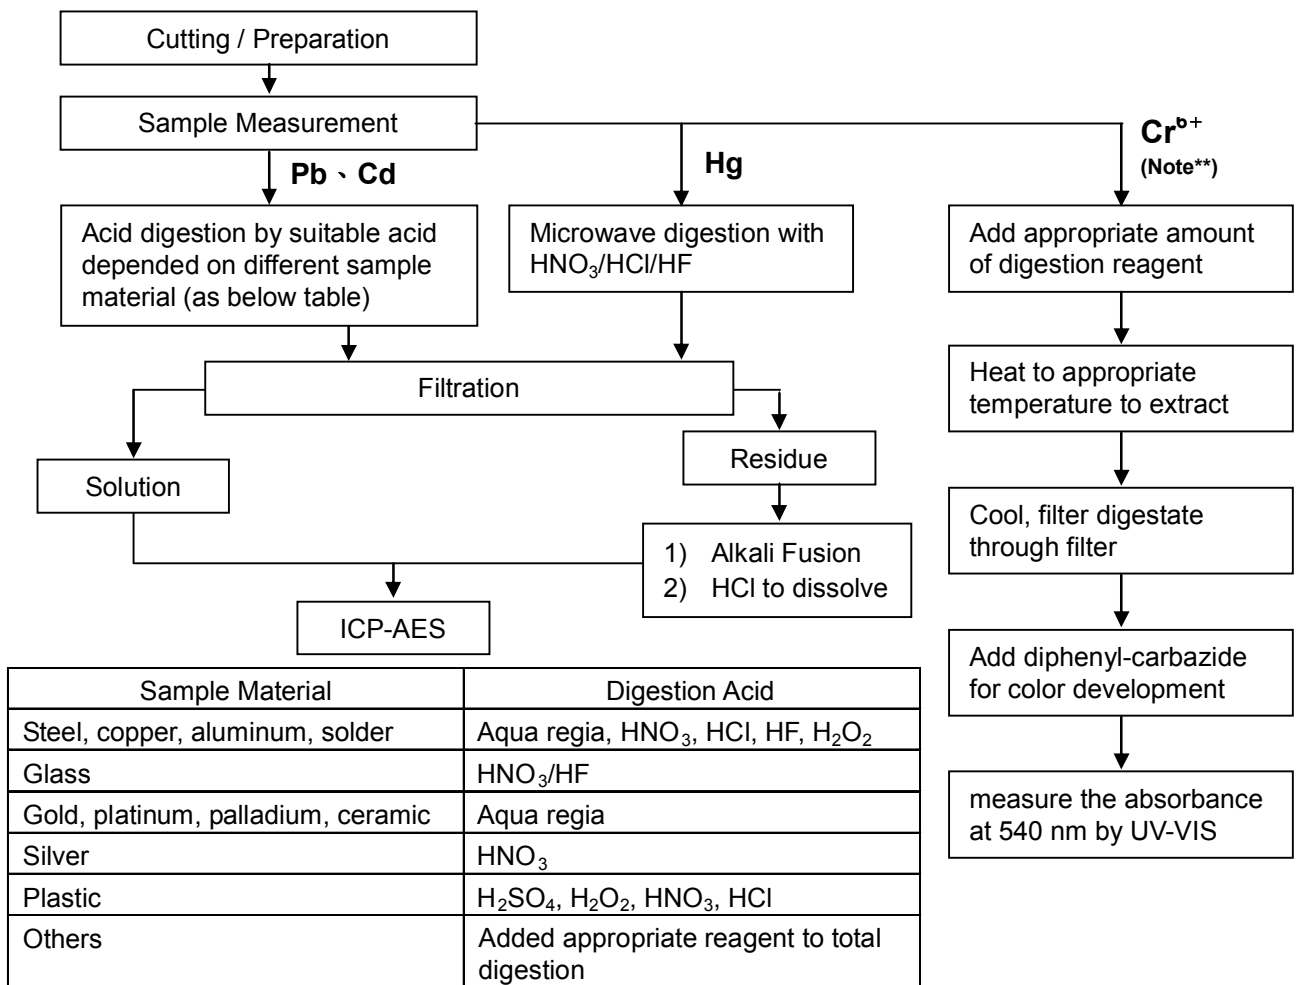 Cutting / Preparation
Sample Measurement
Pb、Cd
Hg
Cr⁶⁺
(Note**)
Acid digestion by suitable acid
depended on different sample
material (as below table)
Microwave digestion with
HNO₃/HCl/HF
Add appropriate amount
of digestion reagent
Filtration
Heat to appropriate
temperature to extract
Solution
Residue
1) Alkali Fusion
2) HCl to dissolve
Cool, filter digestate
through filter
ICP-AES
Add diphenyl-carbazide
for color development
measure the absorbance
at 540 nm by UV-VIS
Sample Material Digestion Acid
Steel, copper, aluminum, solder Aqua regia, HNO₃, HCl, HF, H₂O₂
Glass HNO₃/HF
Gold, platinum, palladium, ceramic Aqua regia
Silver HNO₃
Plastic H₂SO₄, H₂O₂, HNO₃, HCl
Others Added appropriate reagent to total
digestion